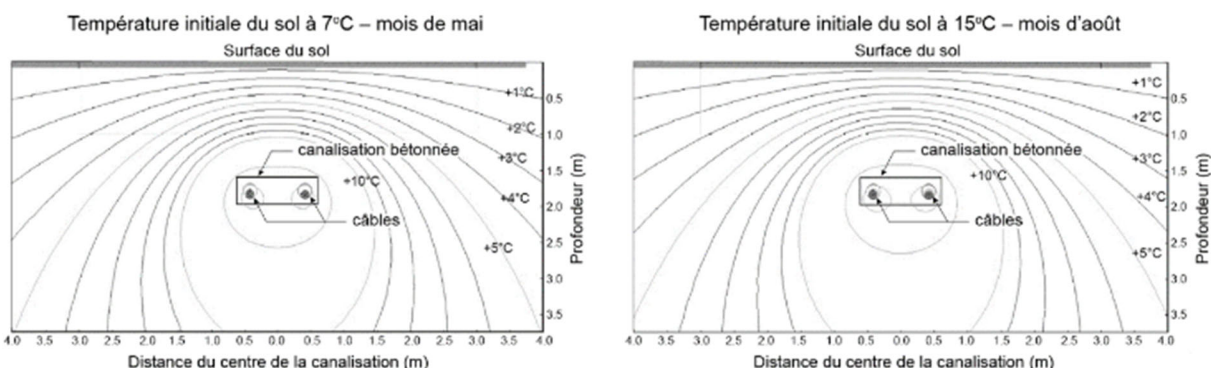 Température initiale du sol à 7°C – mois de mai
Surface du sol
+1°C
0.5
+2°C
1.0
canalisation bétonnée
+3°C
1.5
+10°C
+4°C
2.0
câbles
+5°C
2.5
3.0
3.5
Profondeur (m)
4.0 3.5 3.0 2.5 2.0 1.5 1.0 0.5 0.0 0.5 1.0 1.5 2.0 2.5 3.0 3.5 4.0
Distance du centre de la canalisation (m)
Température initiale du sol à 15°C – mois d'août
Surface du sol
+1°C
0.5
+2°C
1.0
canalisation bétonnée
+3°C
1.5
+10°C
+4°C
2.0
câbles
+5°C
2.5
3.0
3.5
Profondeur (m)
4.0 3.5 3.0 2.5 2.0 1.5 1.0 0.5 0.0 0.5 1.0 1.5 2.0 2.5 3.0 3.5 4.0
Distance du centre de la canalisation (m)